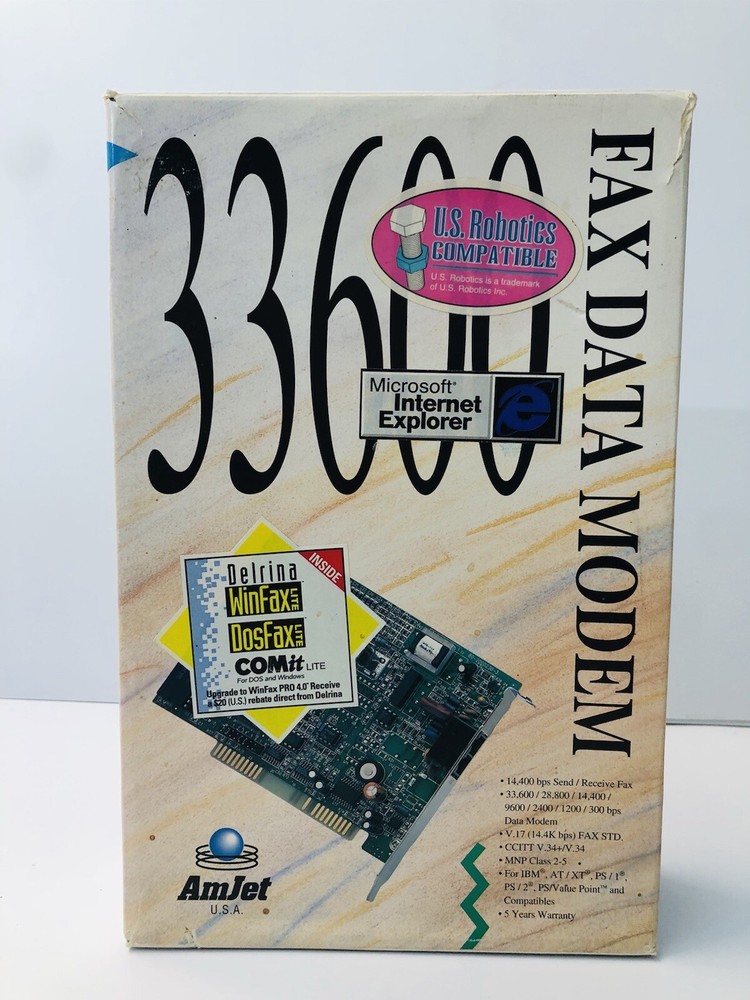 33600
FAX DATA MODEM
U.S. Robotics
COMPATIBLE
U.S. Robotics is a trademark
of U.S. Robotics Inc.
Microsoft®
Internet
Explorer
INSIDE
Delrina™
WinFax LITE
DosFax LITE
COMit LITE
For DOS and Windows
Upgrade to WinFax PRO 4.0™ Receive
a $20 (U.S.) rebate direct from Delrina
• 14,400 bps Send / Receive Fax
• 33,600 / 28,800 / 14,400 /
9600 / 2400 / 1200 / 300 bps
Data Modem
• V.17 (14.4K bps) FAX STD.
• CCITT V.34+/V.34
• MNP Class 2-5
• For IBM®, AT / XT®, PS / 1®,
PS / 2®, PS/Value Point™ and
Compatibles
• 5 Years Warranty
AmJet
U.S.A.